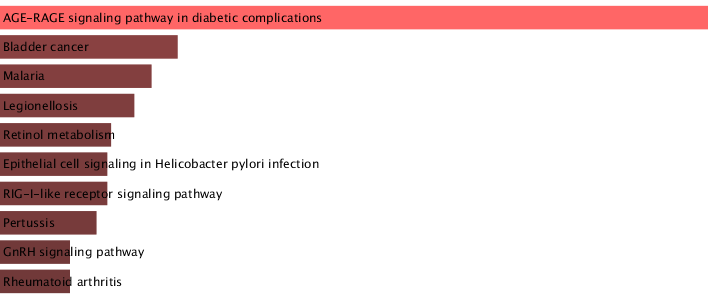 AGE-RAGE signaling pathway in diabetic complications
Bladder cancer
Malaria
Legionellosis
Retinol metabolism
Epithelial cell signaling in Helicobacter pylori infection
RIG-I-like receptor signaling pathway
Pertussis
GnRH signaling pathway
Rheumatoid arthritis